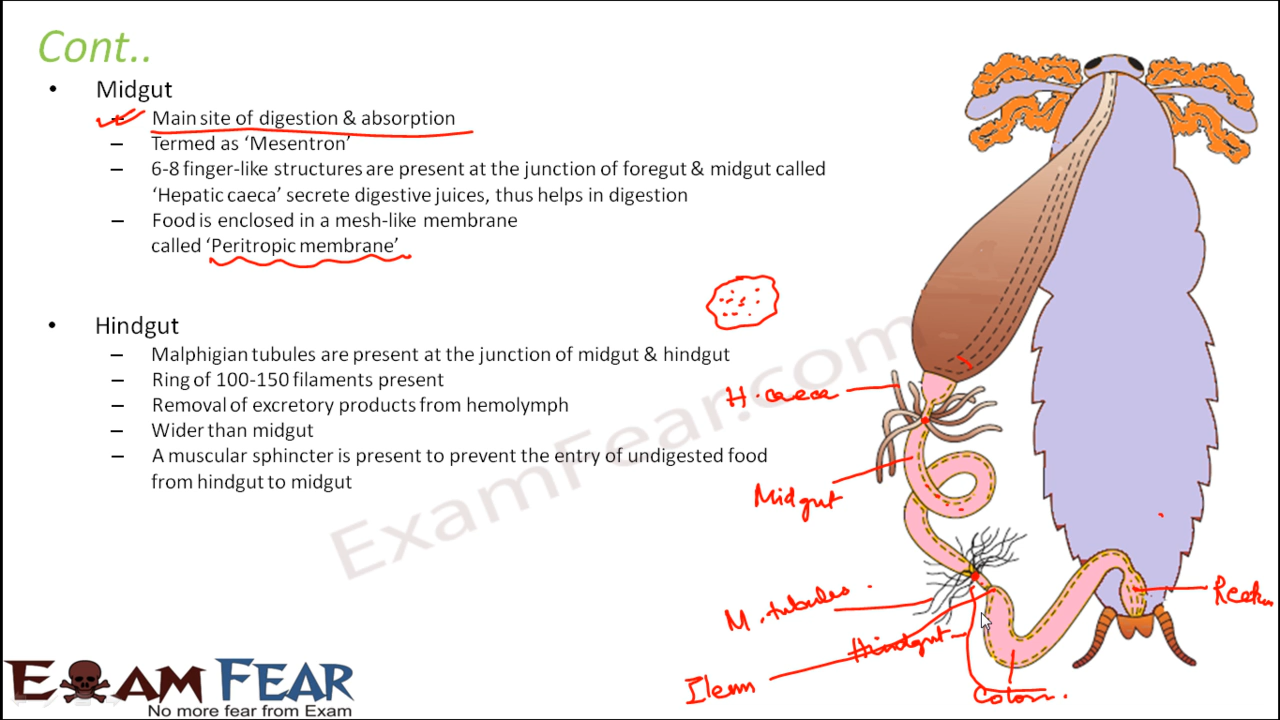 Cont..
• Midgut
– Main site of digestion & absorption
– Termed as ‘Mesentron’
– 6-8 finger-like structures are present at the junction of foregut & midgut called
‘Hepatic caeca’ secrete digestive juices, thus helps in digestion
– Food is enclosed in a mesh-like membrane
called ‘Peritropic membrane’
• Hindgut
– Malphigian tubules are present at the junction of midgut & hindgut
– Ring of 100-150 filaments present
– Removal of excretory products from hemolymph
– Wider than midgut
– A muscular sphincter is present to prevent the entry of undigested food
from hindgut to midgut
H. caeca
Midgut
M. tubules
Hindgut
Ileum
Colon.
ExamFear.com
EXAM FEAR
No more fear from Exam